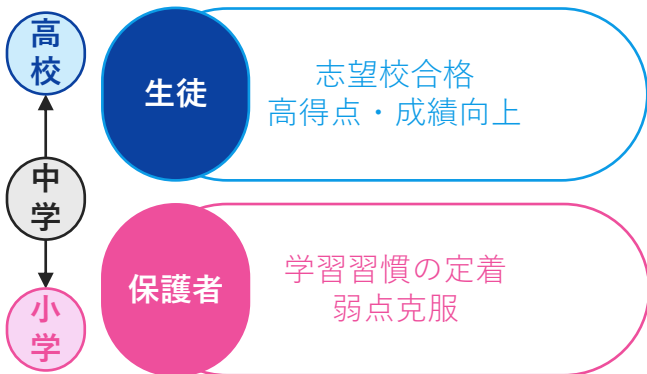 高校
中学
小学
生徒
志望校合格
高得点・成績向上
保護者
学習習慣の定着
弱点克服